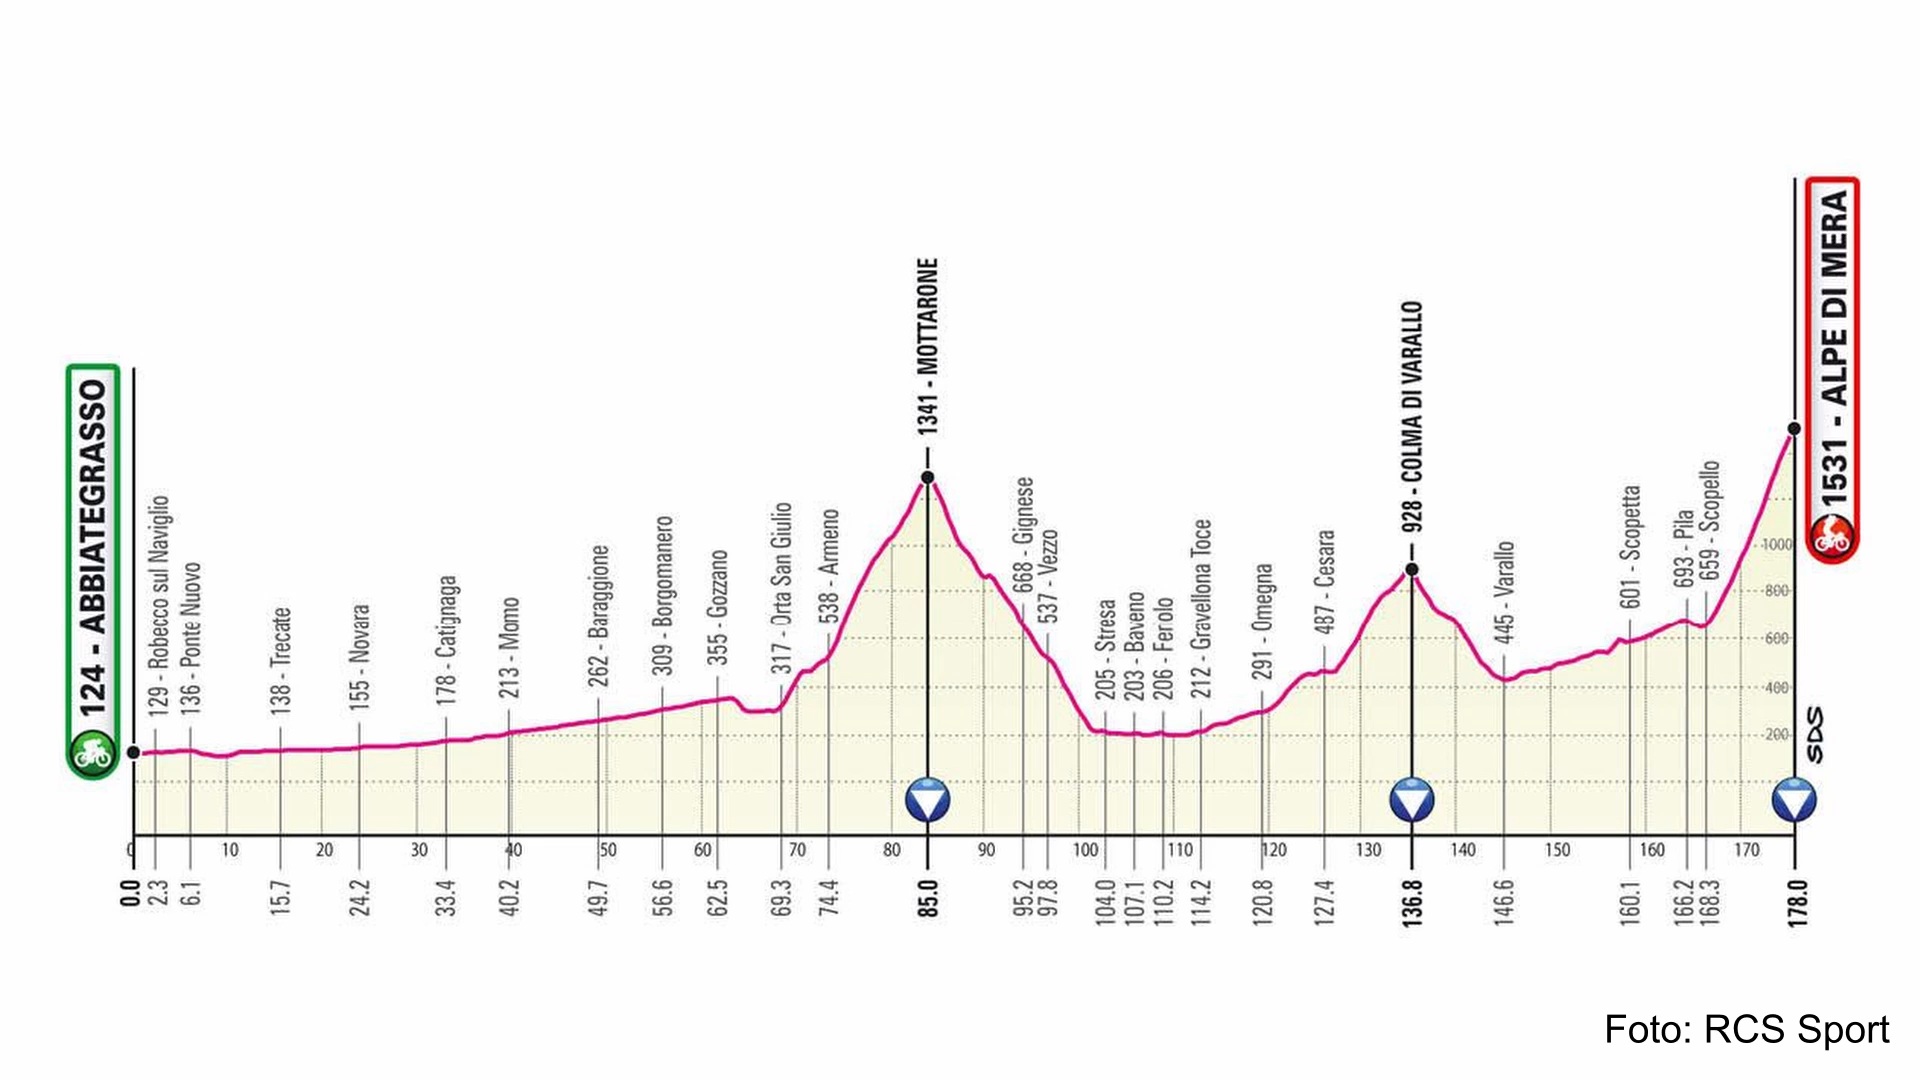 124 - ABBIATEGRASSO
129 - Robecco sul Naviglio
136 - Ponte Nuovo
138 - Trecate
155 - Novara
178 - Catignaga
213 - Momo
262 - Baraggione
309 - Borgomanero
355 - Gozzano
317 - Orta San Giulio
538 - Armeno
1341 - MOTTARONE
668 - Gignese
537 - Vezzo
205 - Stresa
203 - Baveno
206 - Ferolo
212 - Gravellona Toce
291 - Omegna
487 - Cesara
928 - COLMA DI VARALLO
445 - Varallo
601 - Scopetta
693 - Pila
659 - Scopello
1531 - ALPE DI MERA
1000
800
600
400
200
SDS
0 10 20 30 40 50 60 70 80 90 100 110 120 130 140 150 160 170
0.0 2.3 6.1 15.7 24.2 33.4 40.2 49.7 56.6 62.5 69.3 74.4 85.0 95.2 97.8 104.0 107.1 110.2 114.2 120.8 127.4 136.8 146.6 160.1 166.2 168.3 178.0
Foto: RCS Sport